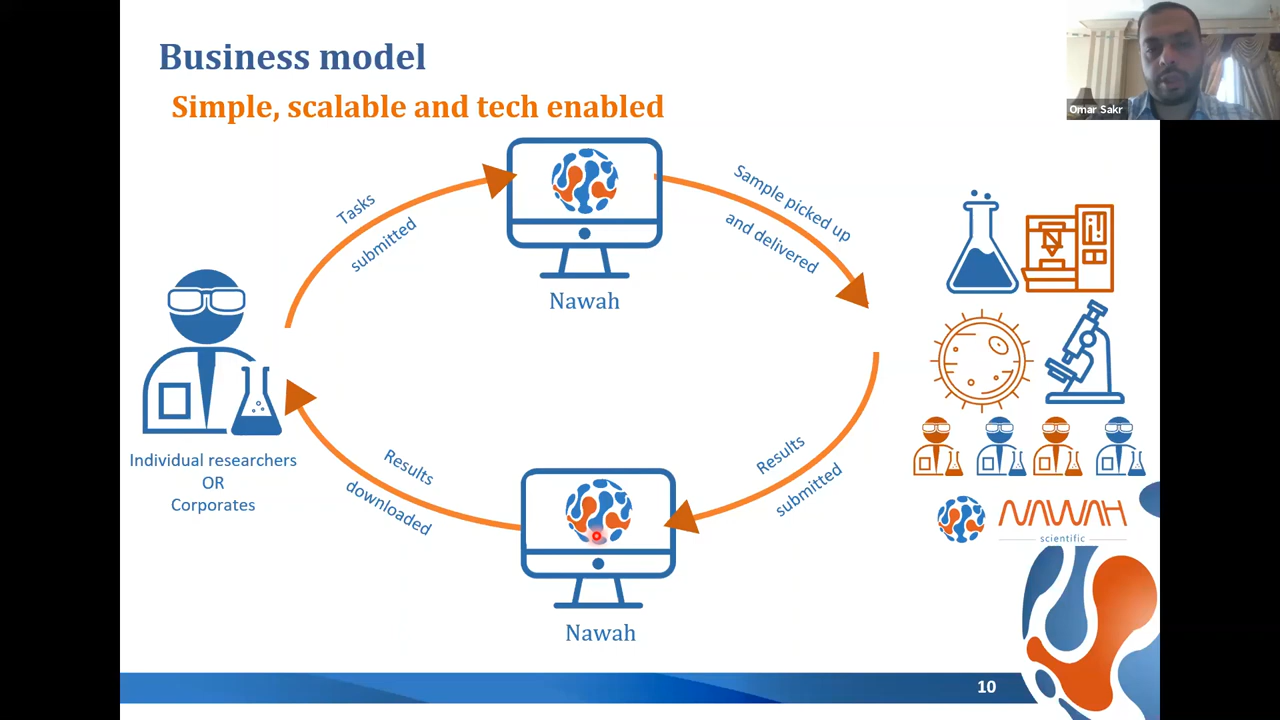 Business model
Simple, scalable and tech enabled
Omar Sakr
Tasks
submitted
Nawah
Sample picked up
and delivered
Individual researchers
OR
Corporates
Results
downloaded
Results
submitted
Nawah
NAWAH
scientific
10